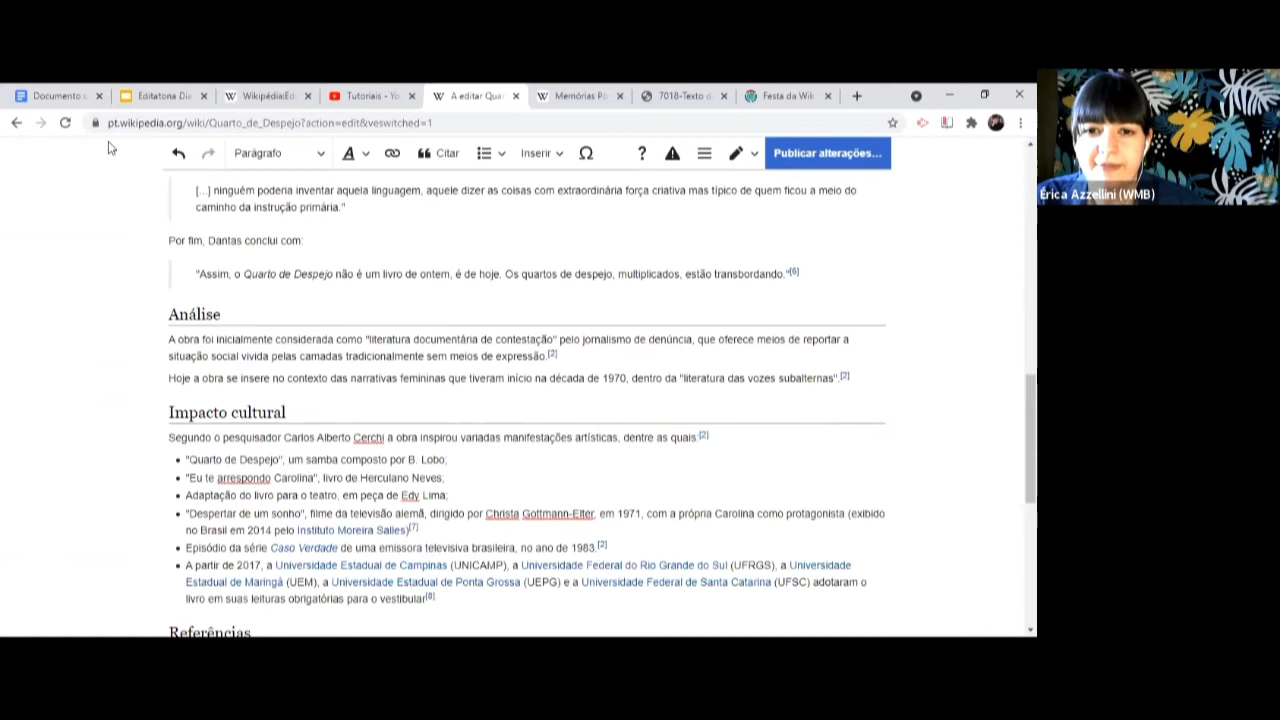 Documento
Editatona Die
Wikipédia:Ed
Tutoriais - Yo
A editar Qua
Memórias Pó
7018-Texto d
Festa da Wik
pt.wikipedia.org/wiki/Quarto_de_Despejo?action=edit&veswitched=1
Parágrafo
A
Citar
Inserir
Ω
?
Publicar alterações...
[...] ninguém poderia inventar aquela linguagem, aquele dizer as coisas com extraordinária força criativa mas típico de quem ficou a meio do
caminho da instrução primária."
Por fim, Dantas conclui com:
"Assim, o Quarto de Despejo não é um livro de ontem, é de hoje. Os quartos de despejo, multiplicados, estão transbordando."[6]
Análise
A obra foi inicialmente considerada como "literatura documentária de contestação" pelo jornalismo de denúncia, que oferece meios de reportar a
situação social vivida pelas camadas tradicionalmente sem meios de expressão.[2]
Hoje a obra se insere no contexto das narrativas femininas que tiveram início na década de 1970, dentro da "literatura das vozes subalternas".[2]
Impacto cultural
Segundo o pesquisador Carlos Alberto Cerchi a obra inspirou variadas manifestações artísticas, dentre as quais:[2]
"Quarto de Despejo", um samba composto por B. Lobo;
"Eu te arrespondo Carolina", livro de Herculano Neves;
Adaptação do livro para o teatro, em peça de Edy Lima;
"Despertar de um sonho", filme da televisão alemã, dirigido por Christa Gottmann-Elter, em 1971, com a própria Carolina como protagonista (exibido
no Brasil em 2014 pelo Instituto Moreira Salles)[7]
Episódio da série Caso Verdade de uma emissora televisiva brasileira, no ano de 1983.[2]
A partir de 2017, a Universidade Estadual de Campinas (UNICAMP), a Universidade Federal do Rio Grande do Sul (UFRGS), a Universidade
Estadual de Maringá (UEM), a Universidade Estadual de Ponta Grossa (UEPG) e a Universidade Federal de Santa Catarina (UFSC) adotaram o
livro em suas leituras obrigatórias para o vestibular[8]
Referências
Érica Azzellini (WMB)